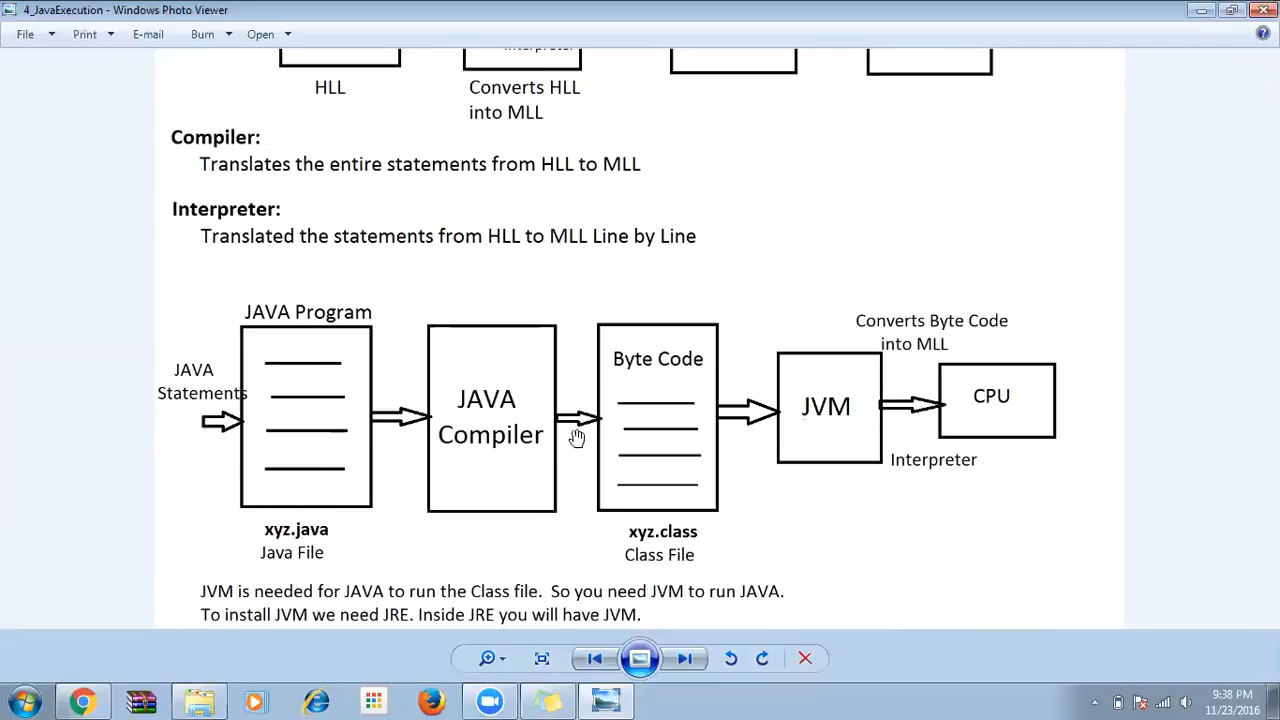 4_JavaExecution - Windows Photo Viewer
File Print E-mail Burn Open
Interpreter
HLL
Converts HLL
into MLL
Compiler:
Translates the entire statements from HLL to MLL
Interpreter:
Translated the statements from HLL to MLL Line by Line
JAVA Program
JAVA
Statements
JAVA
Compiler
Byte Code
JVM
Converts Byte Code
into MLL
CPU
Interpreter
xyz.java
Java File
xyz.class
Class File
JVM is needed for JAVA to run the Class file. So you need JVM to run JAVA.
To install JVM we need JRE. Inside JRE you will have JVM.
9:38 PM
11/23/2016